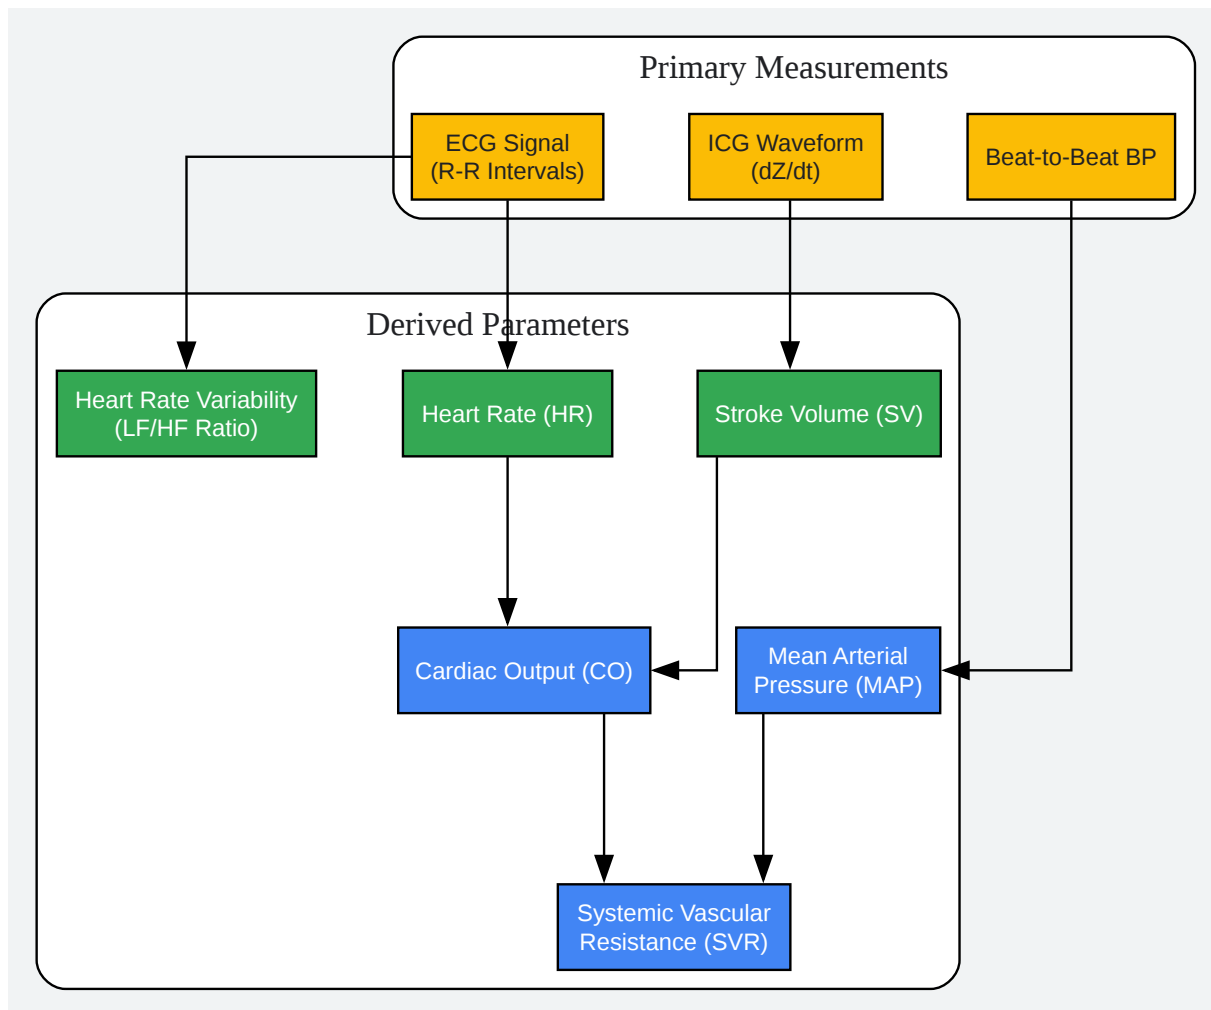 Primary Measurements
ECG Signal
(R-R Intervals)
ICG Waveform
(dZ/dt)
Beat-to-Beat BP
Derived Parameters
Heart Rate Variability
(LF/HF Ratio)
Heart Rate (HR)
Stroke Volume (SV)
Cardiac Output (CO)
Mean Arterial
Pressure (MAP)
Systemic Vascular
Resistance (SVR)